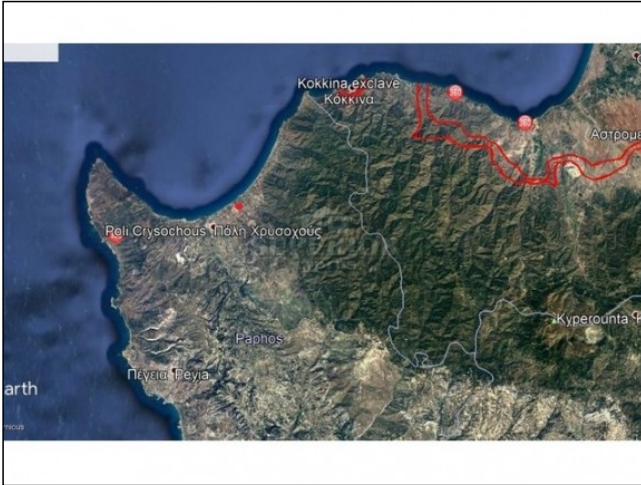 Kokkina exclave
Κόκκινα
Αστρομε
Poli Crysochous Πόλη Χρυσοχούς
Kyperounta
Paphos
Πέγεια Peyia
arth